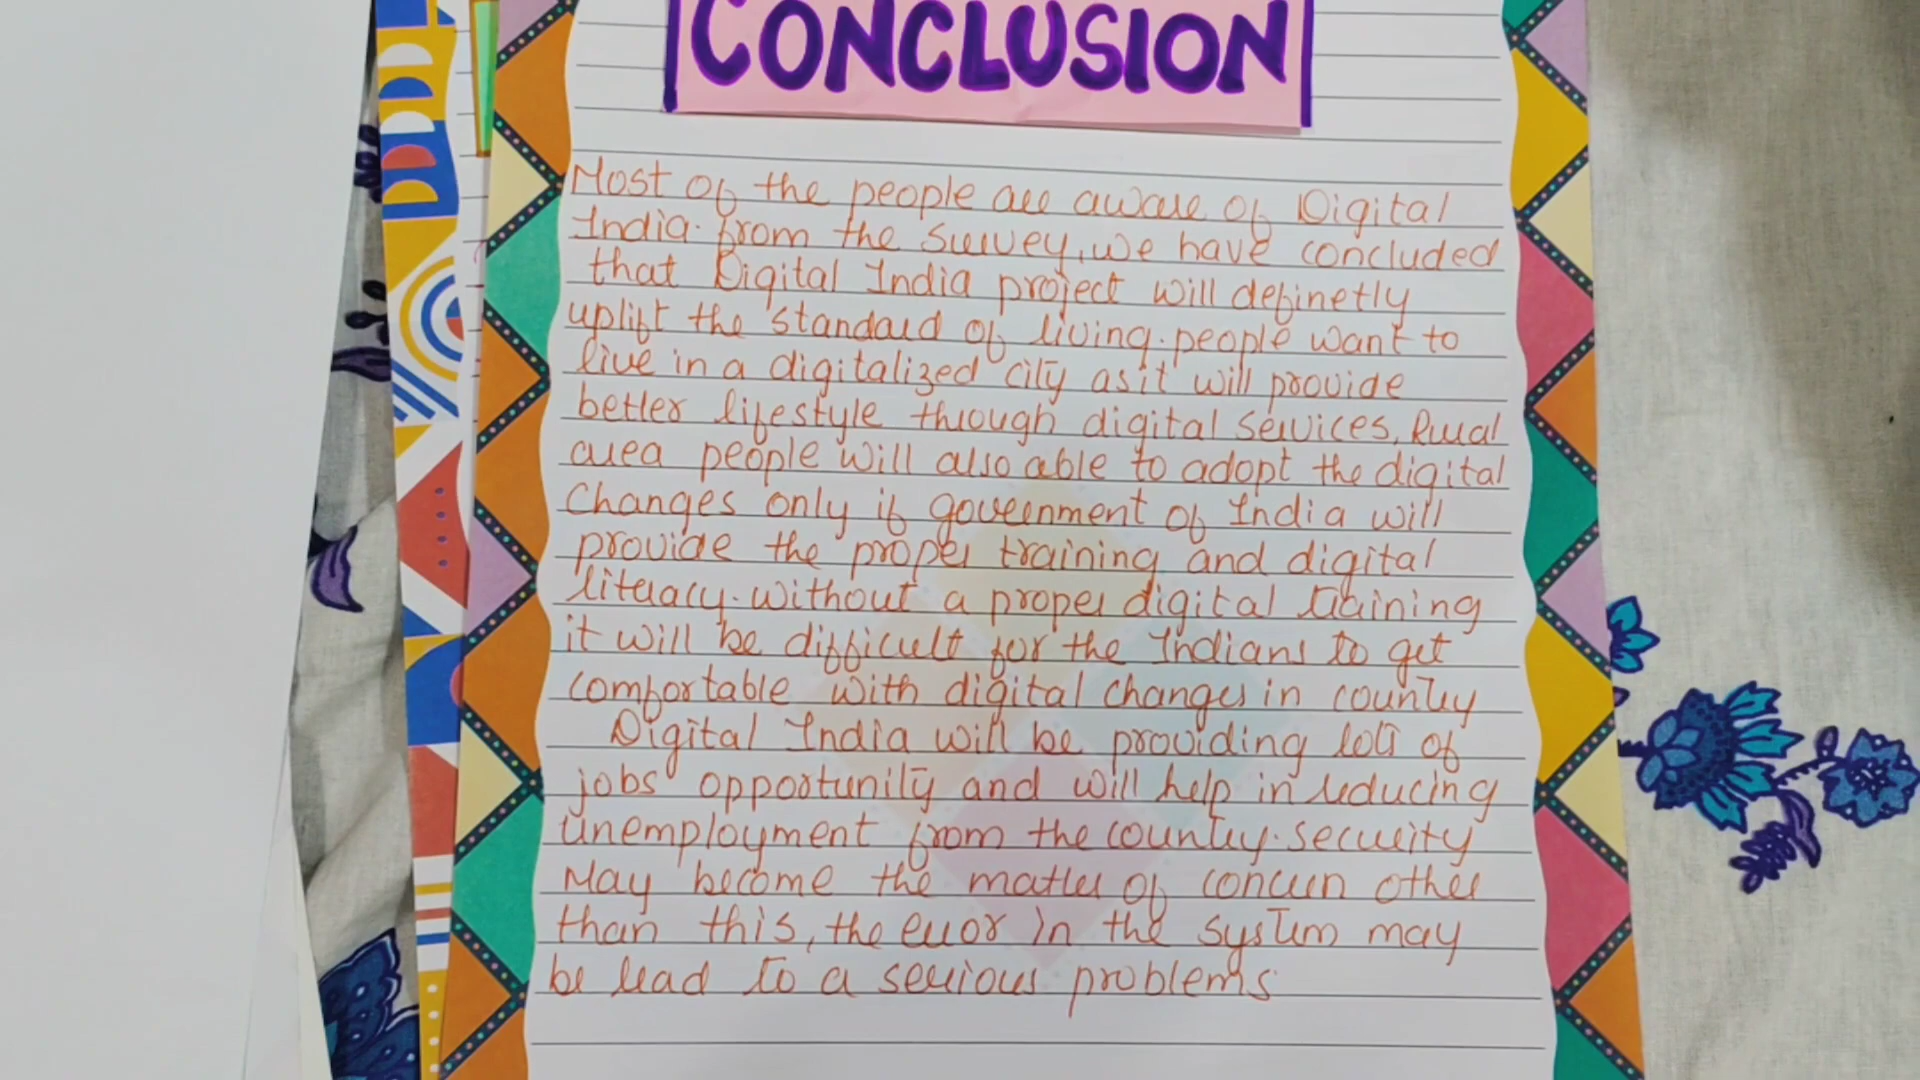 CONCLUSION
Most of the people are aware of Digital
India. from the survey, we have concluded
that Digital India project will definetly
uplift the standard of living. people want to
live in a digitalized city as it will provide
better lifestyle through digital services, Rural
area people will also able to adopt the digital
Changes only if government of India will
provide the proper training and digital
literacy. without a proper digital training
it will be difficult for the Indians to get
comfortable with digital changes in country
Digital India will be providing lots of
jobs opportunity and will help in reducing
unemployment from the country. security
May become the matter of concern other
than this, the error in the system may
be lead to a serious problems.